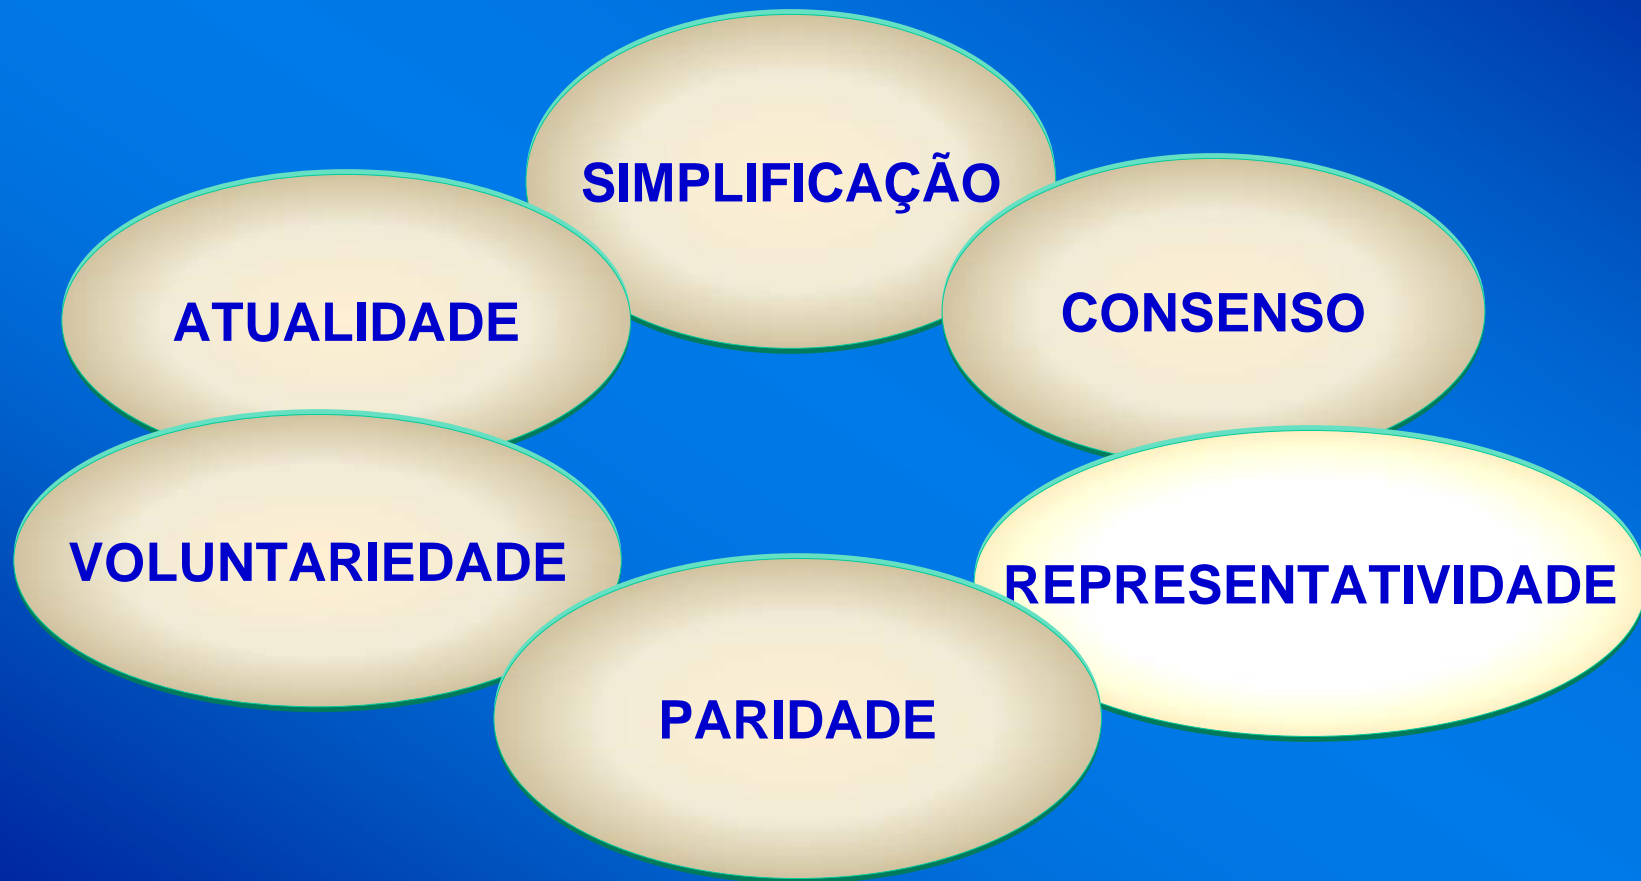 SIMPLIFICAÇÃO
ATUALIDADE
CONSENSO
VOLUNTARIEDADE
REPRESENTATIVIDADE
PARIDADE